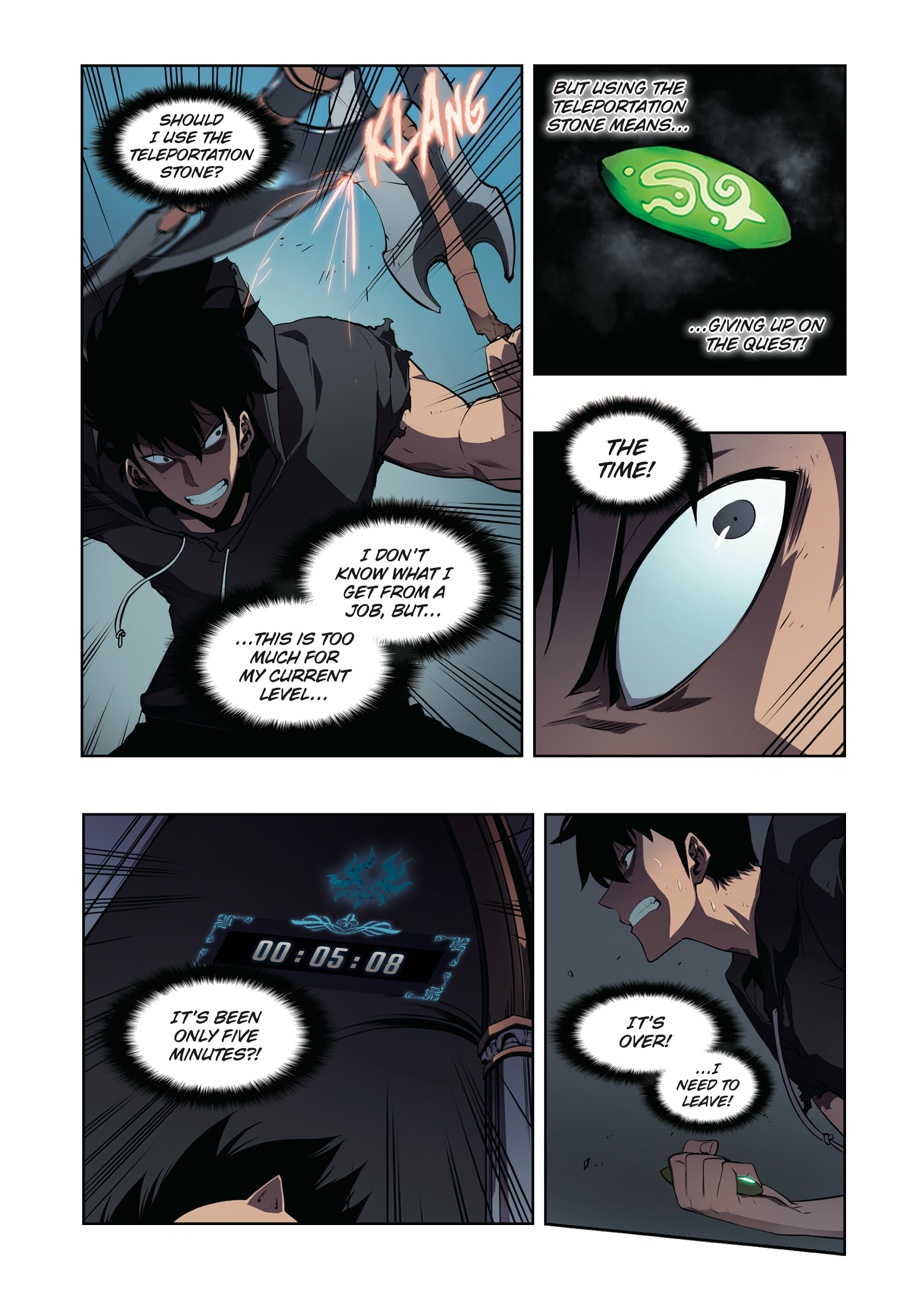 SHOULD
I USE THE
TELEPORTATION
STONE?
KLANG
I DON'T
KNOW WHAT I
GET FROM A
JOB, BUT...
...THIS IS TOO
MUCH FOR
MY CURRENT
LEVEL...
BUT USING THE
TELEPORTATION
STONE MEANS...
...GIVING UP ON
THE QUEST!
THE
TIME!
00:05:08
IT'S BEEN
ONLY FIVE
MINUTES?!
IT'S
OVER!
...I
NEED TO
LEAVE!